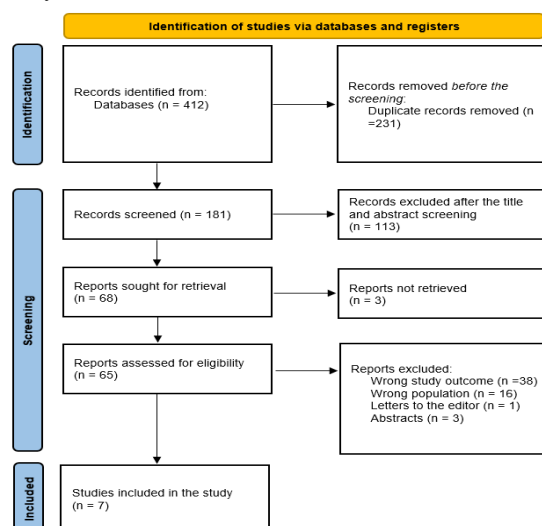 Identification of studies via databases and registers
Identification
Records identified from:
Databases (n = 412)
Records removed before the
screening:
Duplicate records removed (n
=231)
Screening
Records screened (n = 181)
Records excluded after the title
and abstract screening
(n = 113)
Reports sought for retrieval
(n = 68)
Reports not retrieved
(n = 3)
Reports assessed for eligibility
(n = 65)
Reports excluded:
Wrong study outcome (n =38)
Wrong population (n = 16)
Letters to the editor (n = 1)
Abstracts (n = 3)
Included
Studies included in the study
(n = 7)